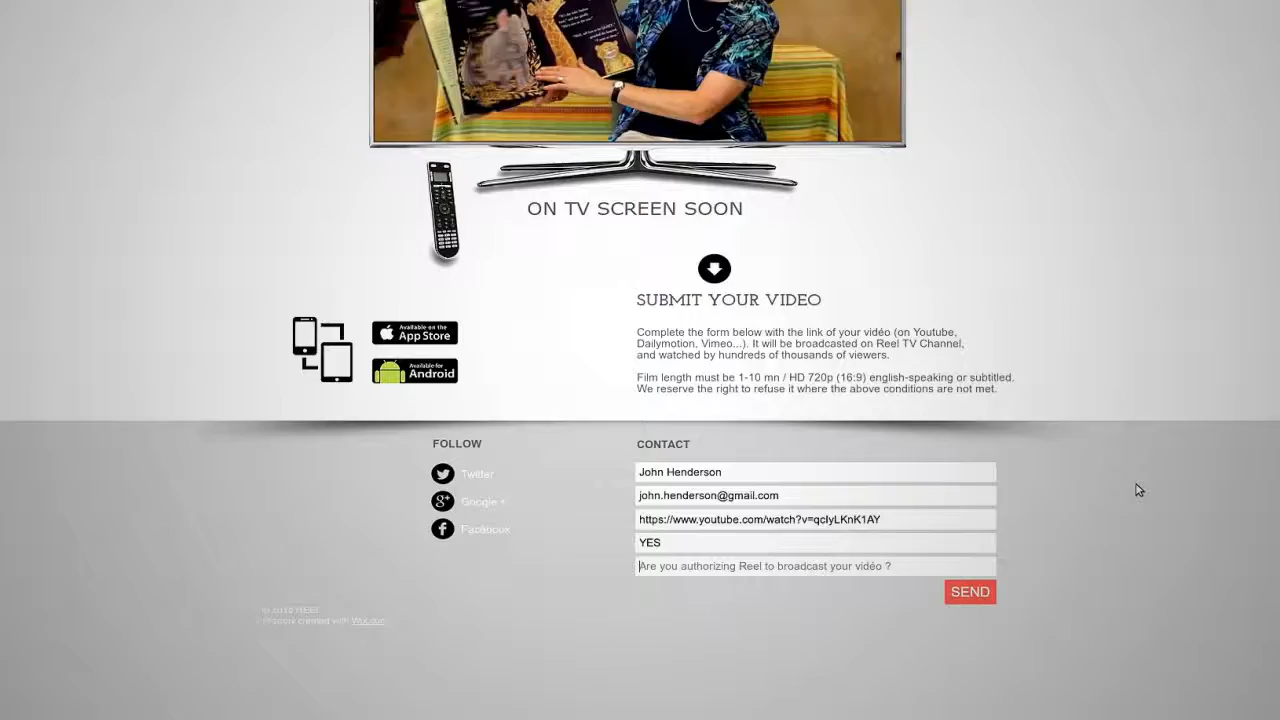 ON TV SCREEN SOON
SUBMIT YOUR VIDEO
Available on the
App Store
Available for
Android
Complete the form below with the link of your vidéo (on Youtube,
Dailymotion, Vimeo...). It will be broadcasted on Reel TV Channel,
and watched by hundreds of thousands of viewers.
Film length must be 1-10 mn / HD 720p (16:9) english-speaking or subtitled.
We reserve the right to refuse it where the above conditions are not met.
FOLLOW
Twitter
Google +
Facebook
CONTACT
John Henderson
john.henderson@gmail.com
https://www.youtube.com/watch?v=qcIyLKnK1AY
YES
Are you authorizing Reel to broadcast your vidéo ?
SEND
created with